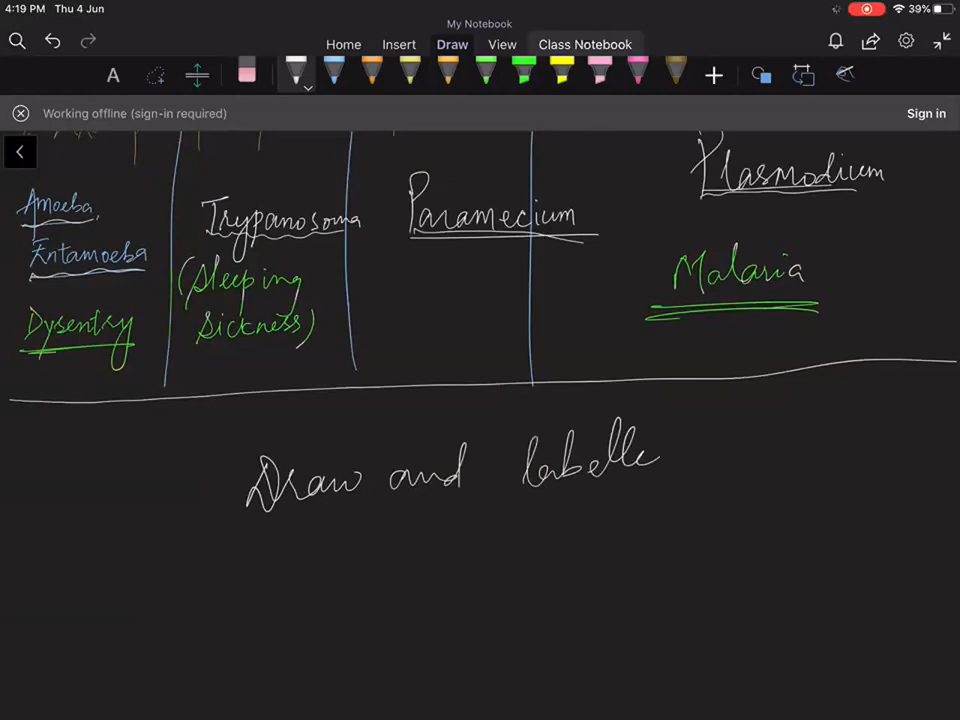 4:19 PM Thu 4 Jun
39%
My Notebook
Home Insert Draw View Class Notebook
A
Working offline (sign-in required)
Sign in
Amoeba,
Entamoeba
Dysentry
Trypanosoma
(Sleeping
Sickness)
Paramecium
Plasmodium
Malaria
Draw and labelle